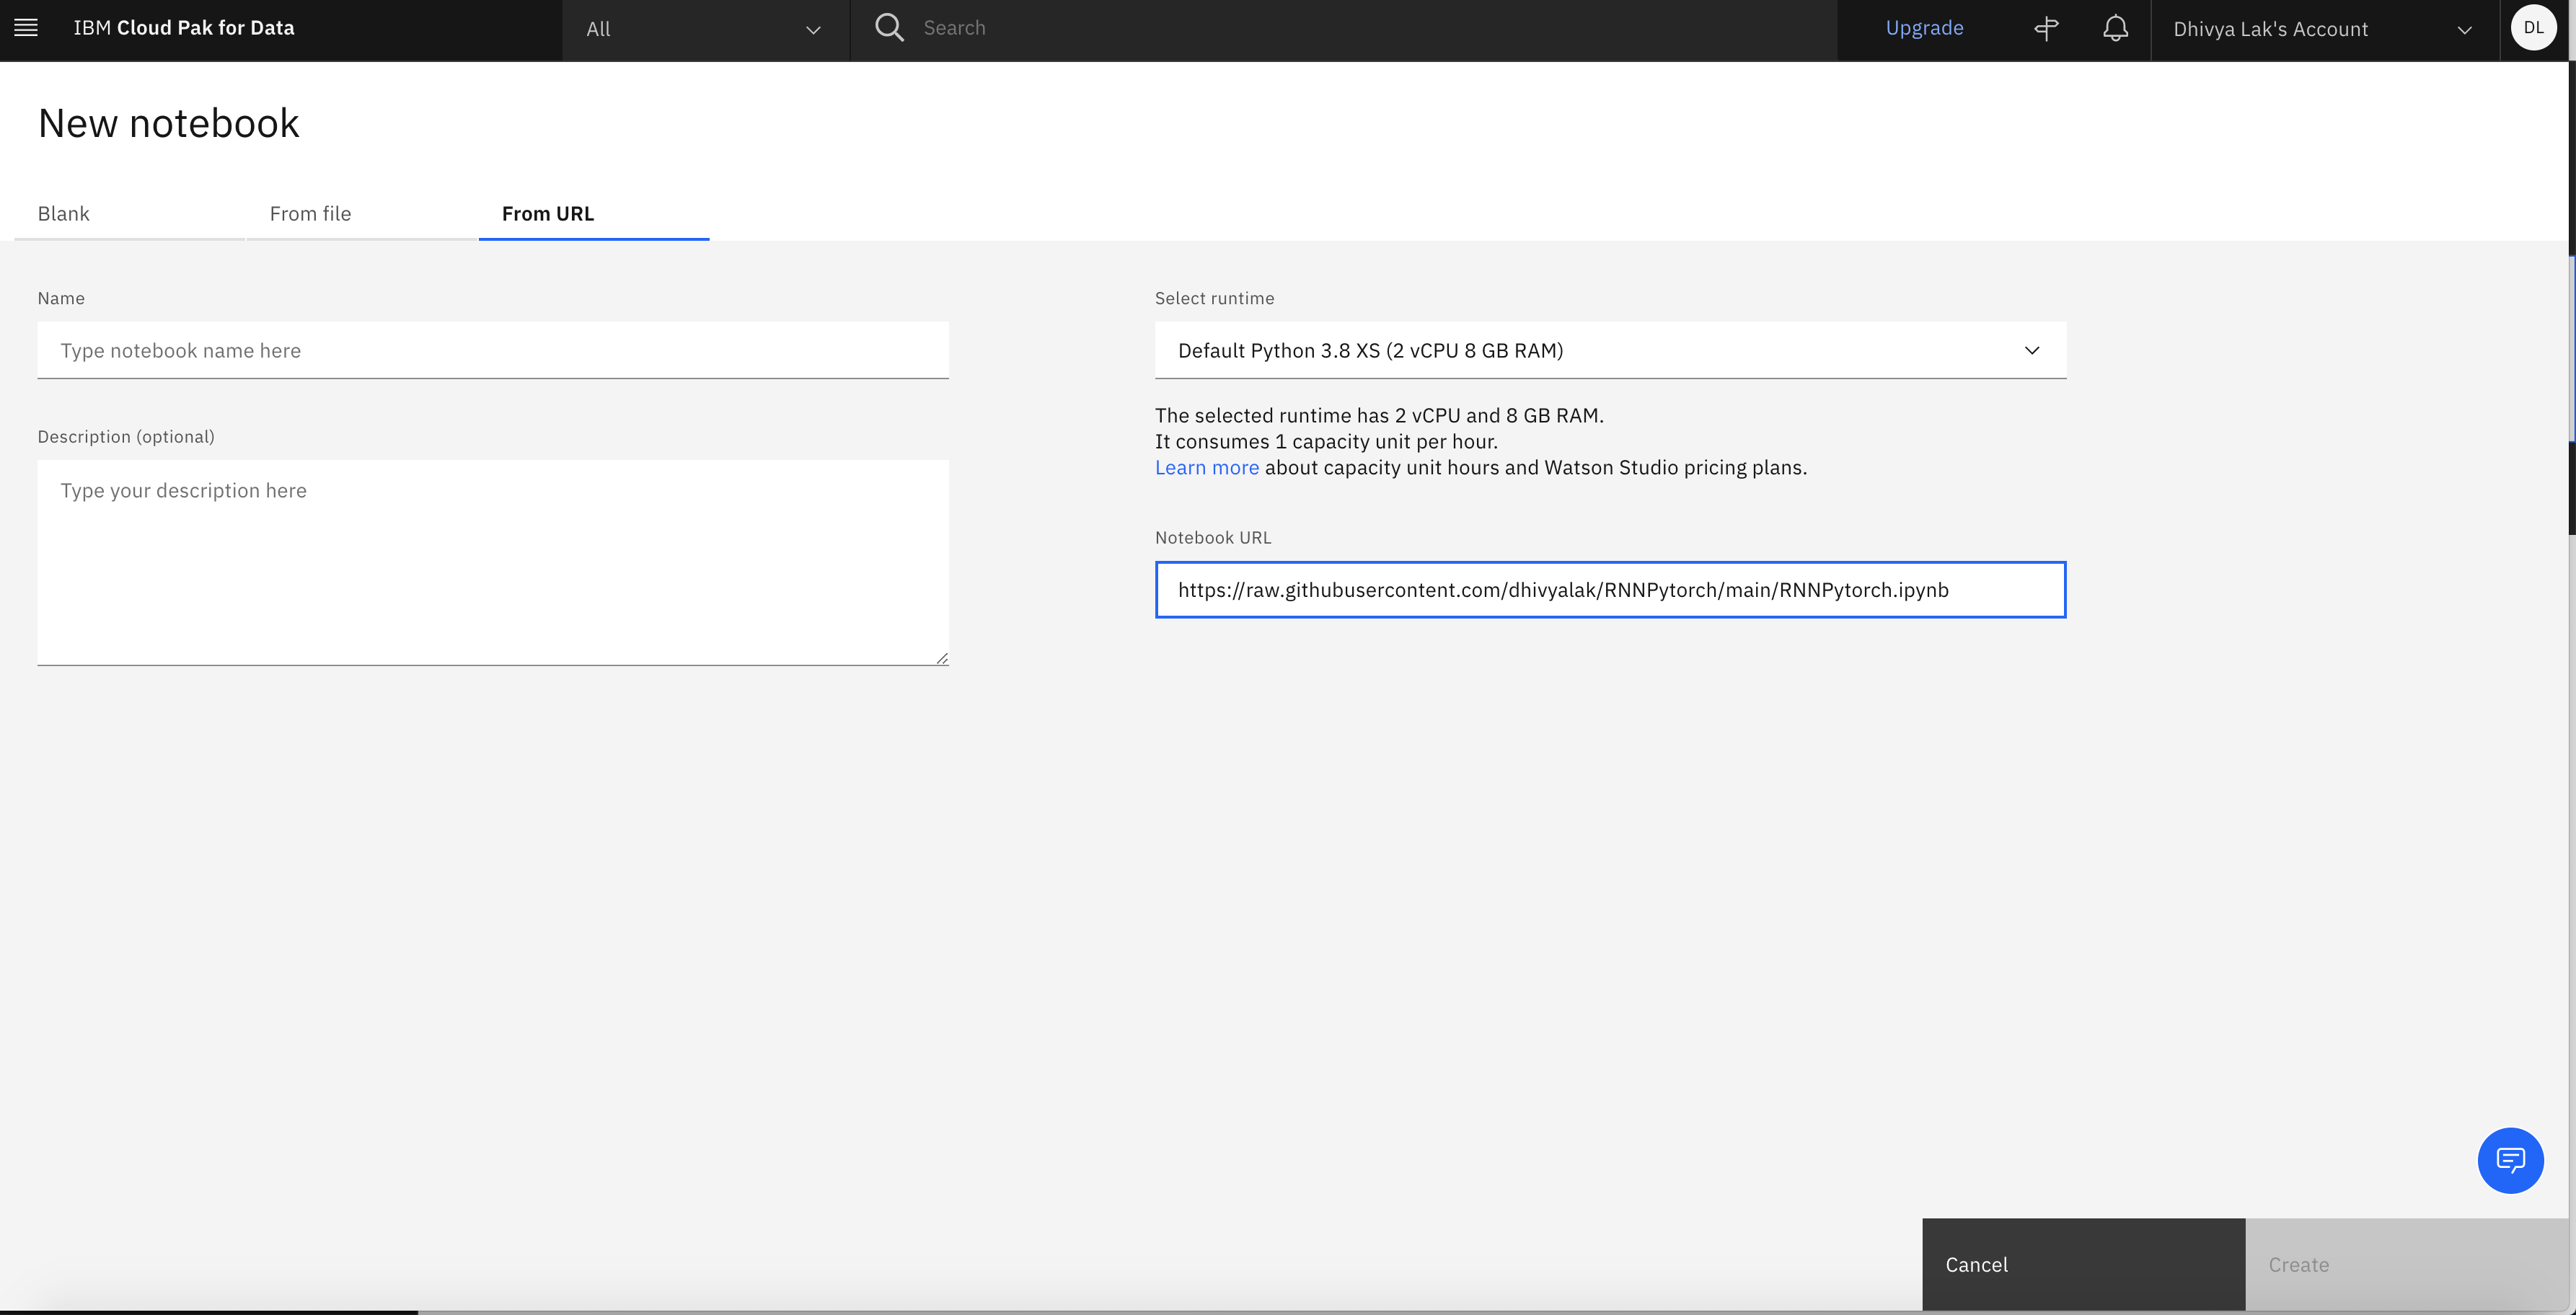 IBM Cloud Pak for Data
All
Search
Upgrade
Dhivya Lak's Account
DL
New notebook
Blank
From file
From URL
Name
Type notebook name here
Description (optional)
Type your description here
Select runtime
Default Python 3.8 XS (2 vCPU 8 GB RAM)
The selected runtime has 2 vCPU and 8 GB RAM.
It consumes 1 capacity unit per hour.
Learn more about capacity unit hours and Watson Studio pricing plans.
Notebook URL
https://raw.githubusercontent.com/dhivyalak/RNNPytorch/main/RNNPytorch.ipynb
Cancel
Create